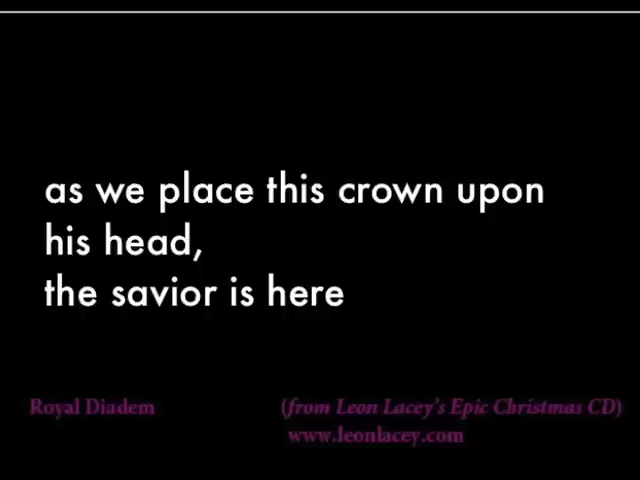 as we place this crown upon
his head,
the savior is here
Royal Diadem
(from Leon Lacey's Epic Christmas CD)
www.leonlacey.com